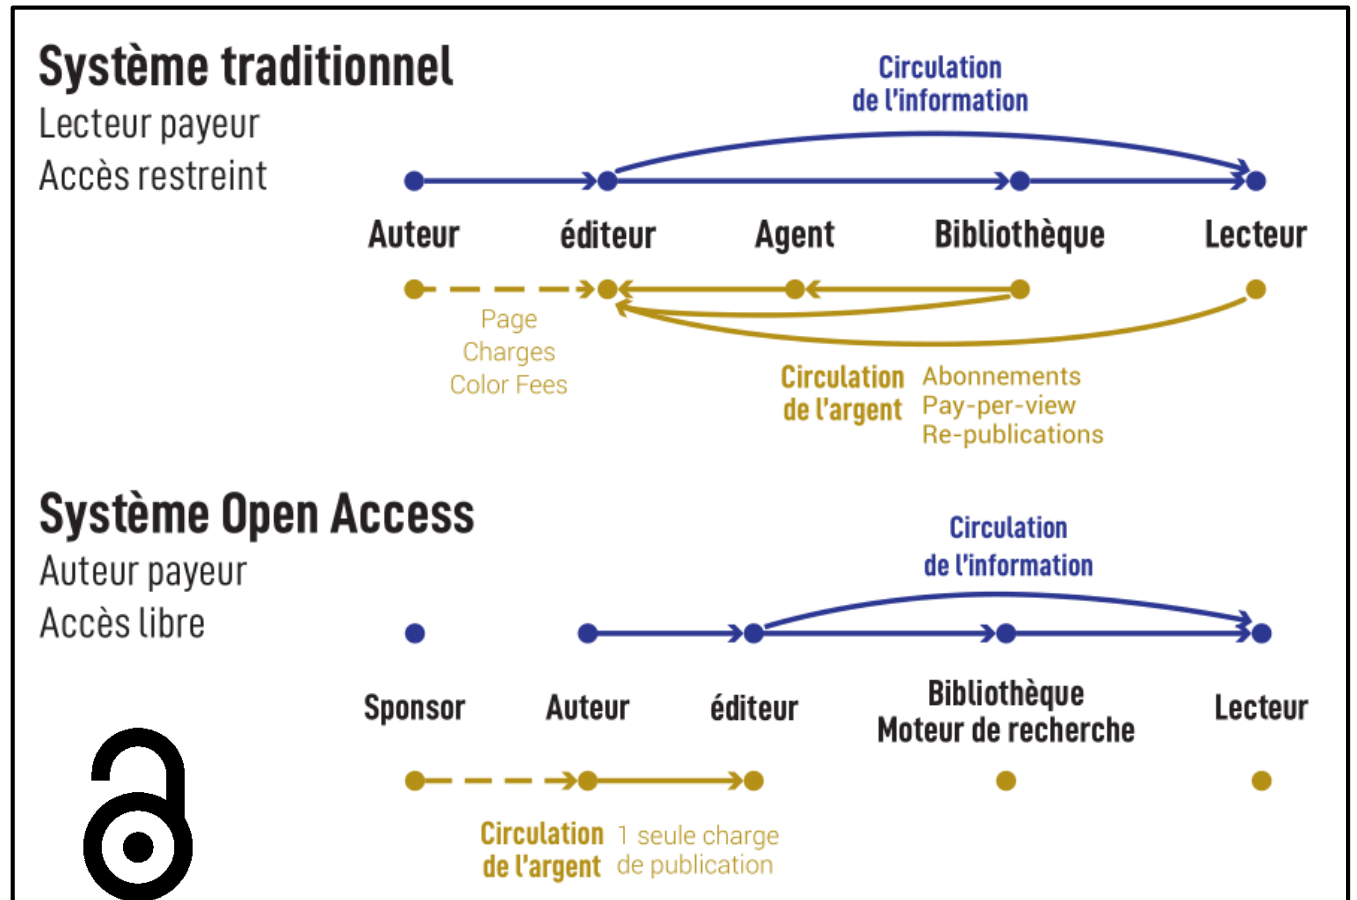 Système traditionnel
Lecteur payeur
Accès restreint
Circulation
de l'information
Auteur
éditeur
Agent
Bibliothèque
Lecteur
Page
Charges
Color Fees
Circulation
de l'argent
Abonnements
Pay-per-view
Re-publications
Système Open Access
Auteur payeur
Accès libre
Circulation
de l'information
Sponsor
Auteur
éditeur
Bibliothèque
Moteur de recherche
Lecteur
Circulation
de l'argent
1 seule charge
de publication